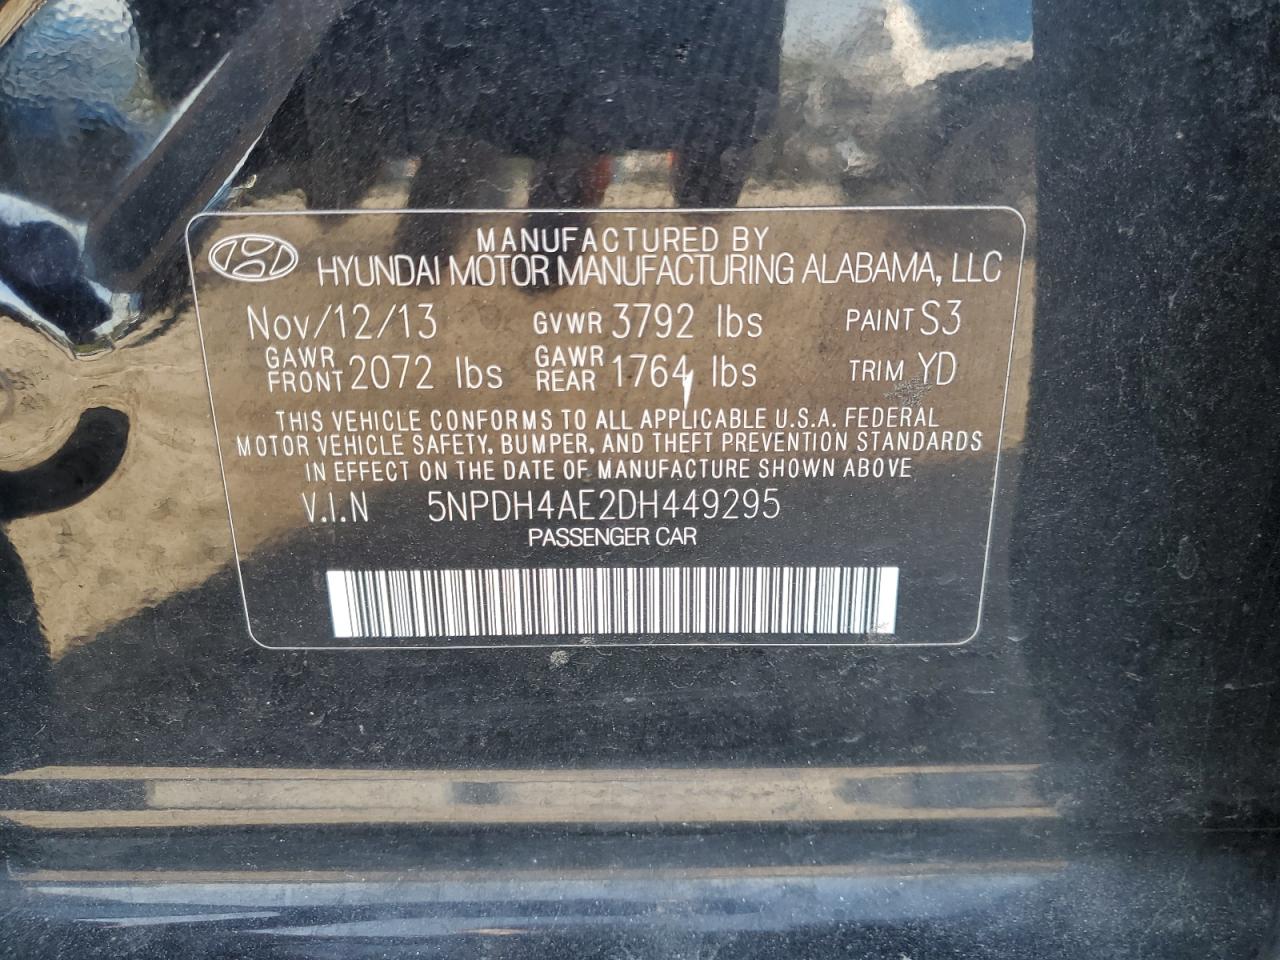 MANUFACTURED BY
HYUNDAI MOTOR MANUFACTURING ALABAMA, LLC
Nov/12/13 GVWR 3792 lbs PAINT S3
GAWR FRONT 2072 lbs GAWR REAR 1764 lbs TRIM YD
THIS VEHICLE CONFORMS TO ALL APPLICABLE U.S.A. FEDERAL
MOTOR VEHICLE SAFETY, BUMPER, AND THEFT PREVENTION STANDARDS
IN EFFECT ON THE DATE OF MANUFACTURE SHOWN ABOVE
V.I.N 5NPDH4AE2DH449295
PASSENGER CAR